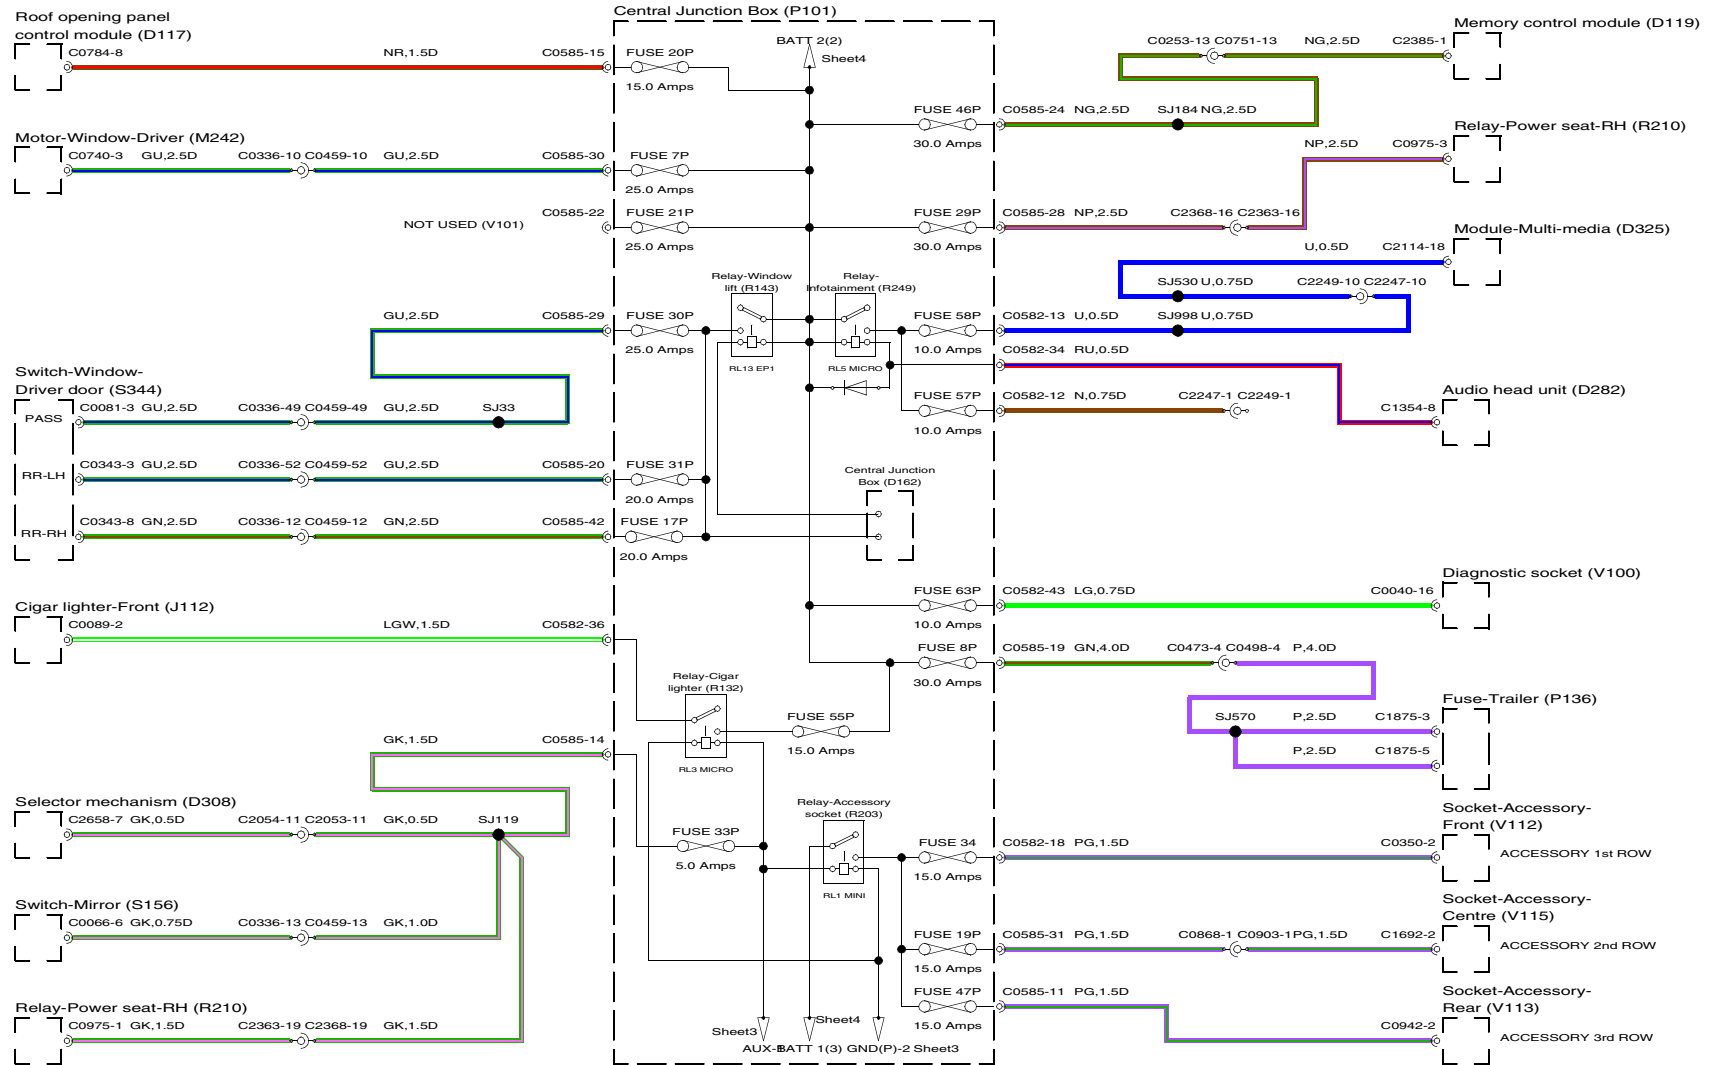 Central Junction Box (P101)
Roof opening panel
control module (D117)
C0784-8 NR,1.5D C0585-15 FUSE 20P
15.0 Amps
BATT 2(2)
Sheet4
Memory control module (D119)
C0253-13 C0751-13 NG,2.5D C2385-1
FUSE 46P C0585-24 NG,2.5D SJ184 NG,2.5D
30.0 Amps
Motor-Window-Driver (M242)
C0740-3 GU,2.5D C0336-10 C0459-10 GU,2.5D C0585-30 FUSE 7P
25.0 Amps
Relay-Power seat-RH (R210)
NP,2.5D C0975-3
NOT USED (V101) C0585-22 FUSE 21P
25.0 Amps
FUSE 29P C0585-28 NP,2.5D C2368-16 C2363-16
30.0 Amps
Module-Multi-media (D325)
U,0.5D C2114-18
SJ530 U,0.75D C2249-10 C2247-10
Relay-Window
lift (R143)
RL13 EP1
Relay-
Infotainment (R249)
RL5 MICRO
GU,2.5D C0585-29 FUSE 30P
25.0 Amps
FUSE 58P C0582-13 U,0.5D SJ998 U,0.75D
10.0 Amps
C0582-34 RU,0.5D
FUSE 57P C0582-12 N,0.75D C2247-1 C2249-1
10.0 Amps
Audio head unit (D282)
C1354-8
Switch-Window-
Driver door (S344)
PASS C0081-3 GU,2.5D C0336-49 C0459-49 GU,2.5D SJ33
RR-LH C0343-3 GU,2.5D C0336-52 C0459-52 GU,2.5D C0585-20 FUSE 31P
20.0 Amps
RR-RH C0343-8 GN,2.5D C0336-12 C0459-12 GN,2.5D C0585-42 FUSE 17P
20.0 Amps
Central Junction
Box (D162)
Diagnostic socket (V100)
FUSE 63P C0582-43 LG,0.75D C0040-16
10.0 Amps
Cigar lighter-Front (J112)
C0089-2 LGW,1.5D C0582-36
FUSE 8P C0585-19 GN,4.0D C0473-4 C0498-4 P,4.0D
30.0 Amps
Relay-Cigar
lighter (R132)
RL3 MICRO
FUSE 55P
15.0 Amps
Fuse-Trailer (P136)
SJ570 P,2.5D C1875-3
P,2.5D C1875-5
GK,1.5D C0585-14
Selector mechanism (D308)
C2658-7 GK,0.5D C2054-11 C2053-11 GK,0.5D SJ119
FUSE 33P
5.0 Amps
Relay-Accessory
socket (R203)
RL1 MINI
Socket-Accessory-
Front (V112)
FUSE 34 C0582-18 PG,1.5D C0350-2 ACCESSORY 1st ROW
15.0 Amps
Switch-Mirror (S156)
C0066-6 GK,0.75D C0336-13 C0459-13 GK,1.0D
Socket-Accessory-
Centre (V115)
FUSE 19P C0585-31 PG,1.5D C0868-1 C0903-1 PG,1.5D C1692-2 ACCESSORY 2nd ROW
15.0 Amps
Relay-Power seat-RH (R210)
C0975-1 GK,1.5D C2363-19 C2368-19 GK,1.5D
Socket-Accessory-
Rear (V113)
FUSE 47P C0585-11 PG,1.5D
15.0 Amps
C0942-2 ACCESSORY 3rd ROW
Sheet3 Sheet4
BATT 1(3) GND(P)-2 Sheet3